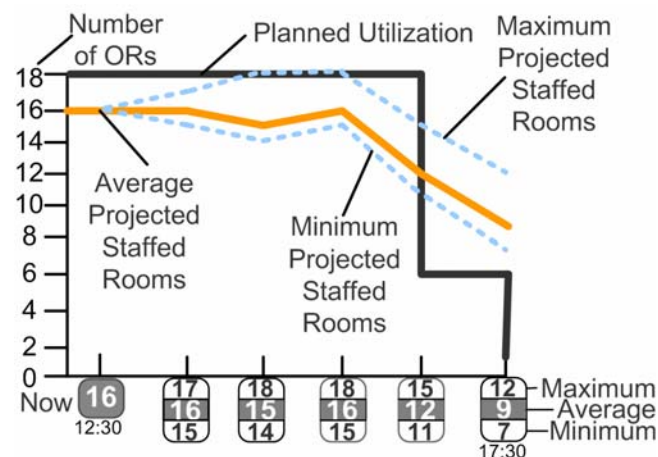 Number
of ORs
Planned Utilization
Maximum
Projected
Staffed
Rooms
18
16
14
12
10
8
6
4
2
0
Average
Projected
Staffed
Rooms
Minimum
Projected
Staffed
Rooms
Now
16
12:30
17
16
15
18
15
14
18
16
15
15
12
11
12
9
7
17:30
Maximum
Average
Minimum